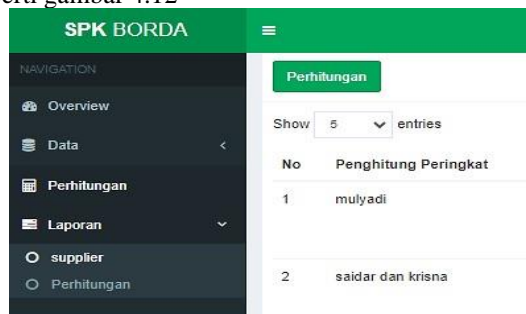 erti gambar 4.12
SPK BORDA
NAVIGATION
Overview
Data
Perhitungan
Laporan
supplier
Perhitungan
Perhitungan
Show 5 entries
No Penghitung Peringkat
1 mulyadi
2 saidar dan krisna